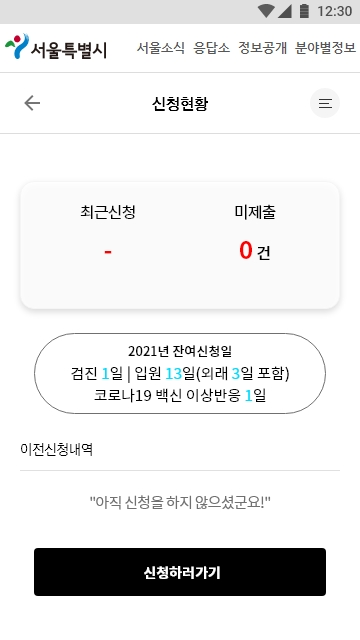 12:30
서울특별시 서울소식 응답소 정보공개 분야별정보
신청현황
최근신청 미제출
- 0 건
2021년 잔여신청일
검진 1일 | 입원 13일(외래 3일 포함)
코로나19 백신 이상반응 1일
이전신청내역
"아직 신청을 하지 않으셨군요!"
신청하러가기